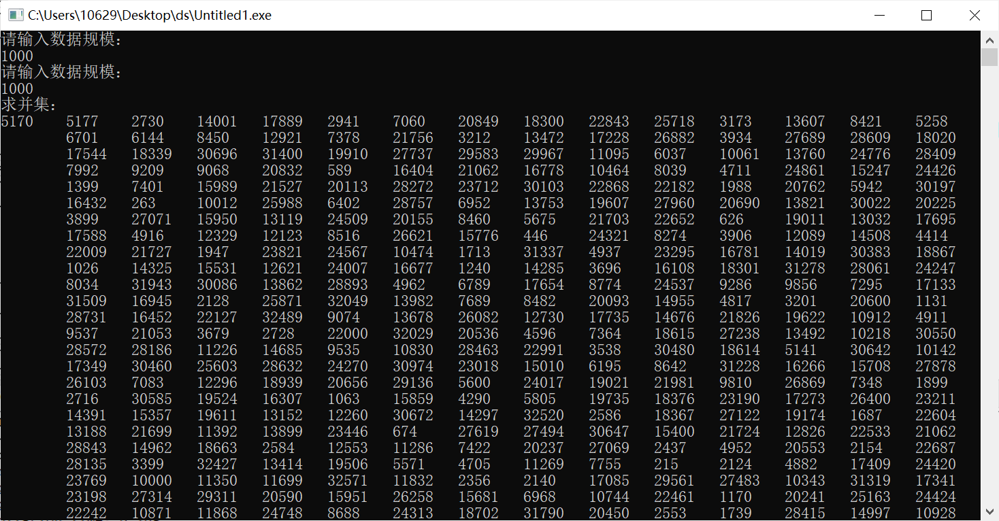 C:\Users\10629\Desktop\ds\Untitled1.exe
请输入数据规模：
1000
请输入数据规模：
1000
求并集：
5170 5177 2730 14001 17889 2941 7060 20849 18300 22843 25718 3173 13607 8421 5258
6701 6144 8450 12921 7378 21756 3212 13472 17228 26882 3934 27689 28609 18020
17544 18339 30696 31400 19910 27737 29583 29967 11095 6037 10061 13760 24776 28409
7992 9209 9068 20832 589 16404 21062 16778 10464 8039 4711 24861 15247 24426
1399 7401 15989 21527 20113 28272 23712 30103 22868 22182 1988 20762 5942 30197
16432 263 10012 25988 6402 28757 6952 13753 19607 27960 20690 13821 30022 20225
3899 27071 15950 13119 24509 20155 8460 5675 21703 22652 626 19011 13032 17695
17588 4916 12329 12123 8516 26621 15776 446 24321 8274 3906 12089 14508 4414
22009 21727 1947 23821 24567 10474 1713 31337 4937 23295 16781 14019 30383 18867
1026 14325 15531 12621 24007 16677 1240 14285 3696 16108 18301 31278 28061 24247
8034 31943 30086 13862 28893 4962 6789 17654 8774 24537 9286 9856 7295 17133
31509 16945 2128 25871 32049 13982 7689 8482 20093 14955 4817 3201 20600 1131
28731 16452 22127 32489 9074 13678 26082 12730 17735 14676 21826 19622 10912 4911
9537 21053 3679 2728 22000 32029 20536 4596 7364 18615 27238 13492 10218 30550
28572 28186 11226 14685 9535 10830 28463 22991 3538 30480 18614 5141 30642 10142
17349 30460 25603 28632 24270 30974 23018 15010 6195 8642 31228 16266 15708 27878
26103 7083 12296 18939 20656 29136 5600 24017 19021 21981 9810 26869 7348 1899
2716 30585 19524 16307 1063 15859 4290 5805 19735 18376 23190 17273 26400 23211
14391 15357 19611 13152 12260 30672 14297 32520 2586 18367 27122 19174 1687 22604
13188 21699 11392 13899 23446 674 27619 27494 30647 15400 21724 12826 22533 21062
28843 14962 18663 2584 12553 11286 7422 20237 27069 2437 4952 20553 2154 22687
28135 3399 32427 13414 19506 5571 4705 11269 7755 215 2124 4882 17409 24420
23769 10000 11350 11699 32571 11832 2356 2140 17085 29561 27483 10343 31319 17341
23198 27314 29311 20590 15951 26258 15681 6968 10744 22461 1170 20241 25163 24424
22242 10871 11868 24748 8688 24313 18702 31790 20450 2553 1739 28415 14997 10928